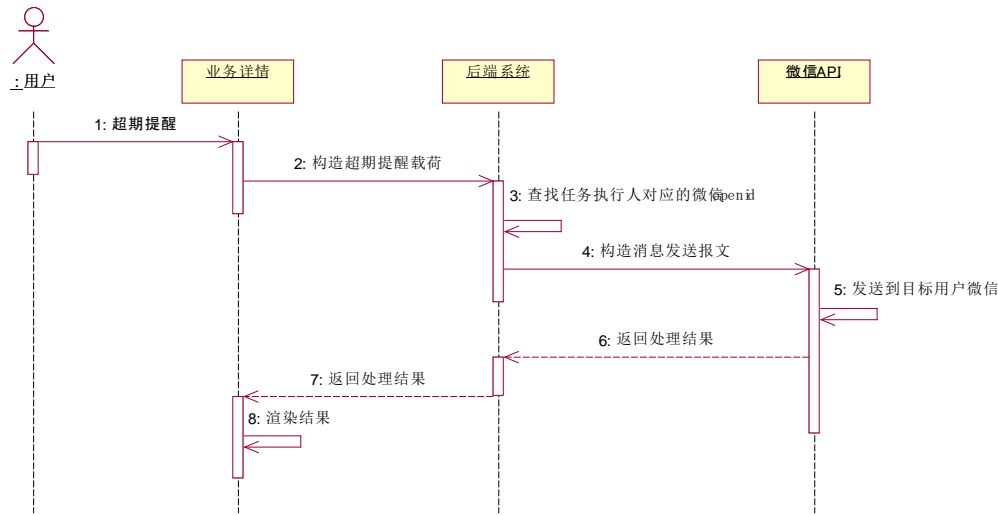 :用户
业务详情
后端系统
微信API
1: 超期提醒
2: 构造超期提醒载荷
3: 查找任务执行人对应的微信openid
4: 构造消息发送报文
5: 发送到目标用户微信
6: 返回处理结果
7: 返回处理结果
8: 渲染结果